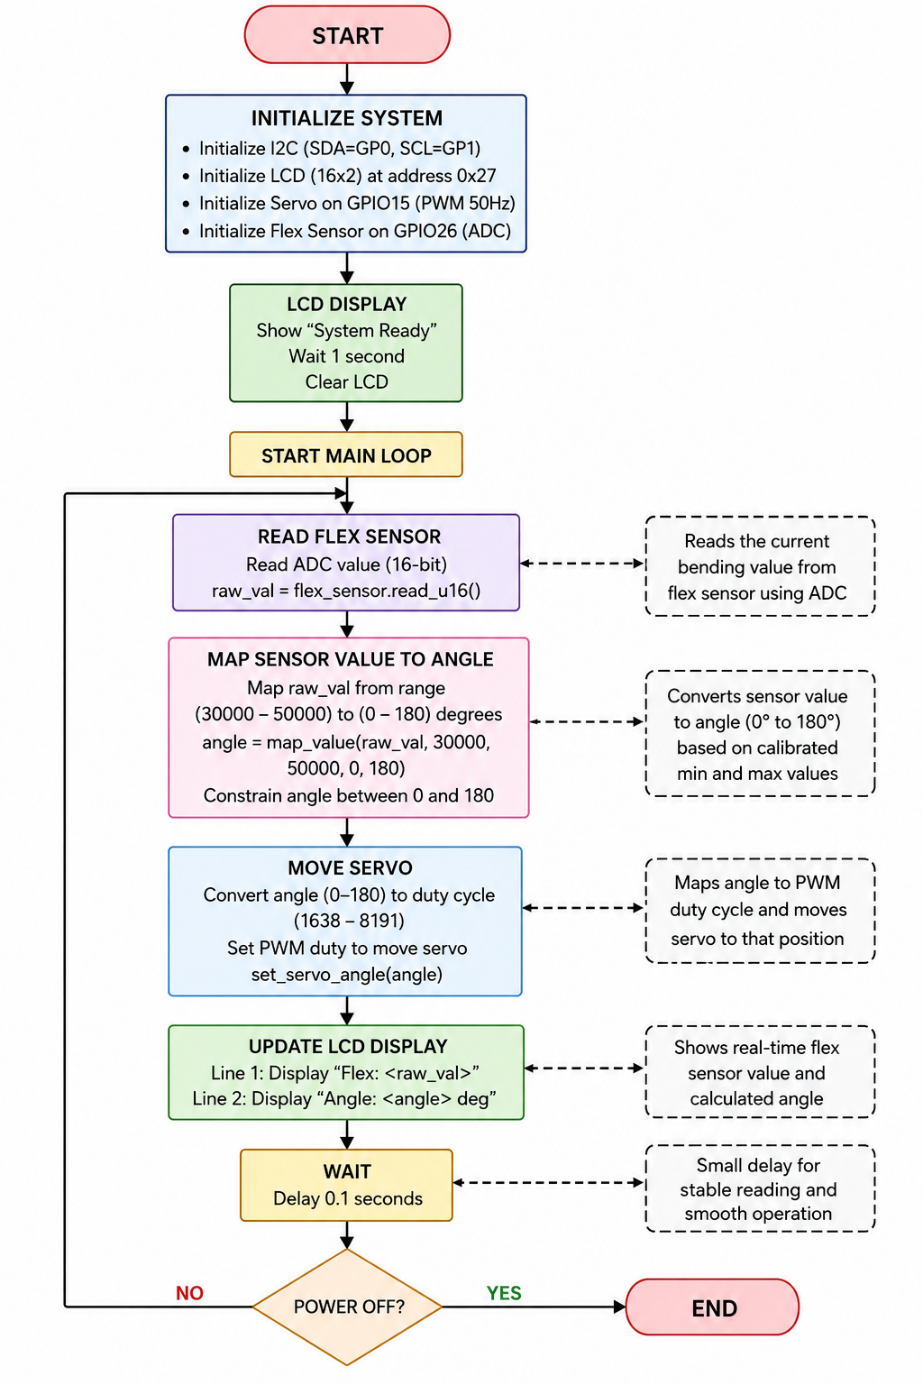 START
INITIALIZE SYSTEM
• Initialize I2C (SDA=GP0, SCL=GP1)
• Initialize LCD (16x2) at address 0x27
• Initialize Servo on GPIO15 (PWM 50Hz)
• Initialize Flex Sensor on GPIO26 (ADC)
LCD DISPLAY
Show “System Ready”
Wait 1 second
Clear LCD
START MAIN LOOP
READ FLEX SENSOR
Read ADC value (16-bit)
raw_val = flex_sensor.read_u16()
Reads the current
bending value from
flex sensor using ADC
MAP SENSOR VALUE TO ANGLE
Map raw_val from range
(30000 – 50000) to (0 – 180) degrees
angle = map_value(raw_val, 30000,
50000, 0, 180)
Constrain angle between 0 and 180
Converts sensor value
to angle (0° to 180°)
based on calibrated
min and max values
MOVE SERVO
Convert angle (0–180) to duty cycle
(1638 – 8191)
Set PWM duty to move servo
set_servo_angle(angle)
Maps angle to PWM
duty cycle and moves
servo to that position
UPDATE LCD DISPLAY
Line 1: Display “Flex: <raw_val>”
Line 2: Display “Angle: <angle> deg”
Shows real-time flex
sensor value and
calculated angle
WAIT
Delay 0.1 seconds
Small delay for
stable reading and
smooth operation
POWER OFF?
NO
YES
END